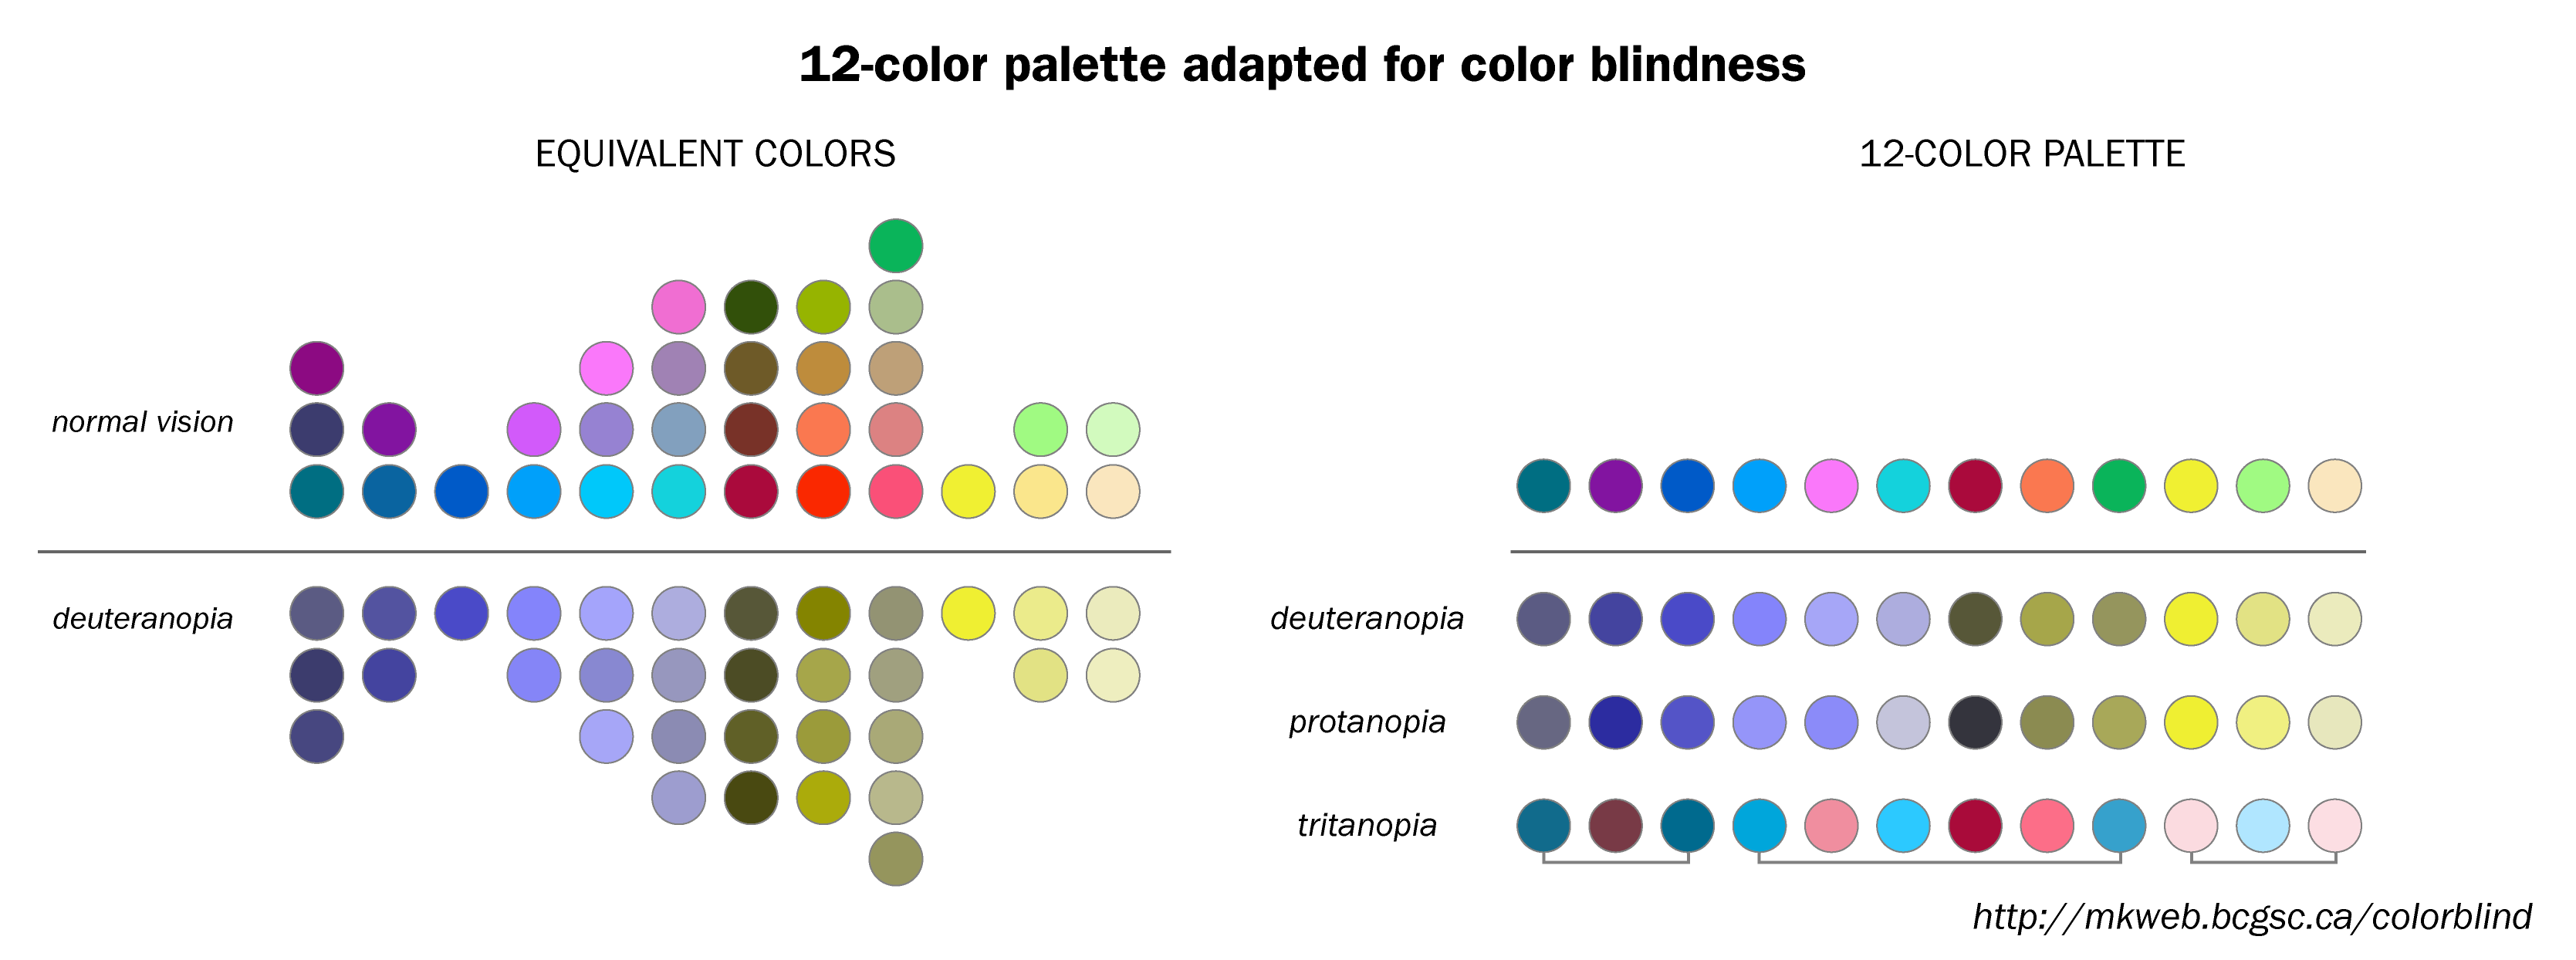 12-color palette adapted for color blindness
EQUIVALENT COLORS
12-COLOR PALETTE
normal vision
deuteranopia
deuteranopia
protanopia
tritanopia
http://mkweb.bcgsc.ca/colorblind